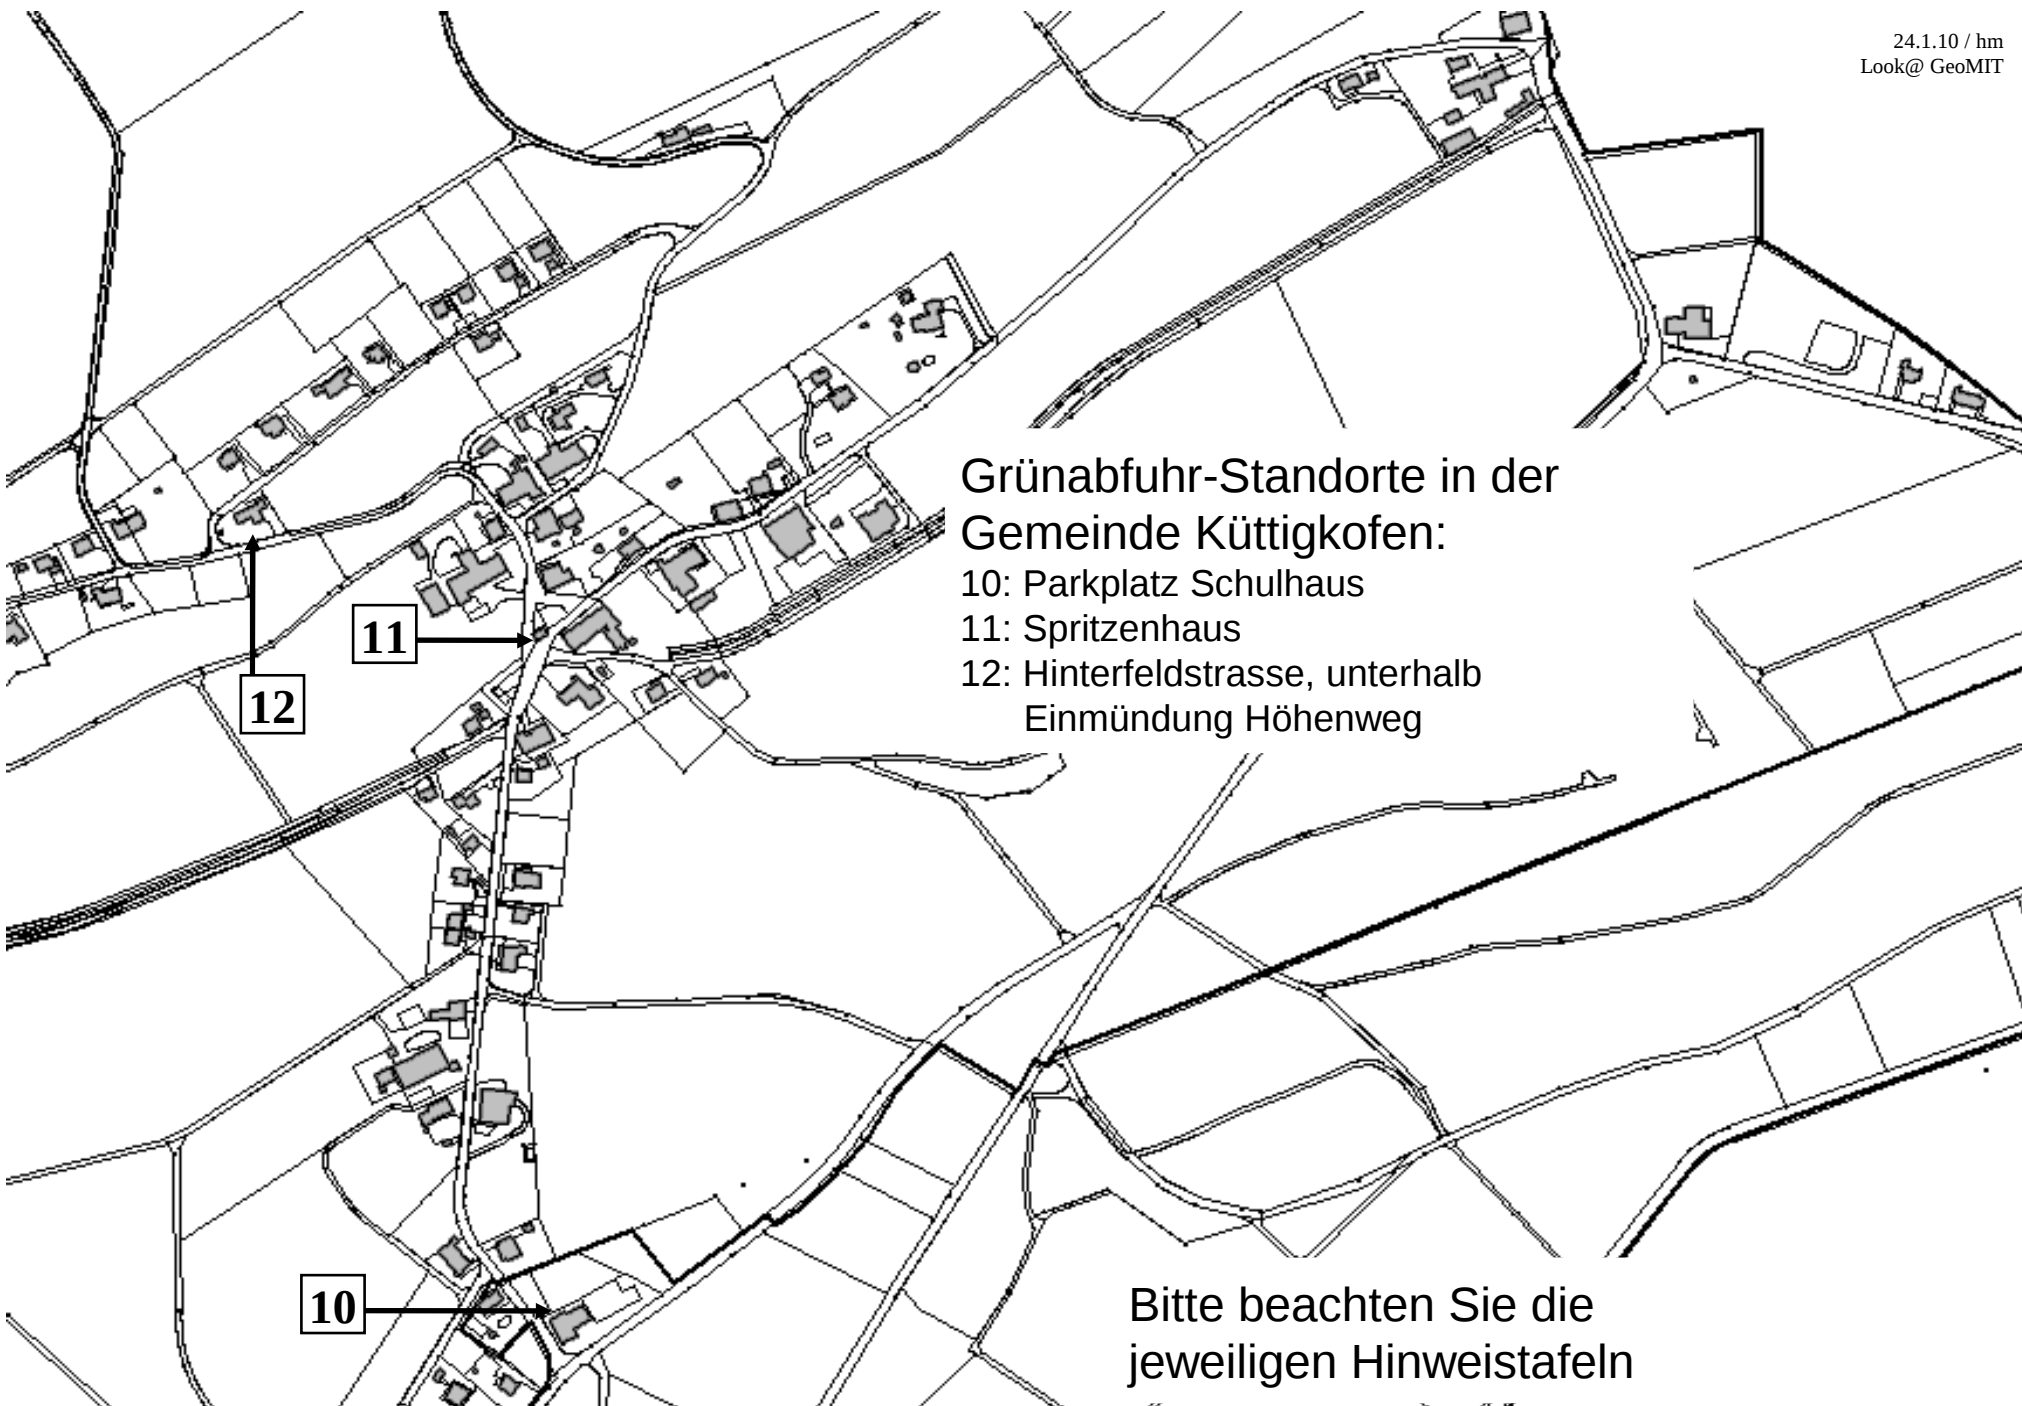 24.1.10 / hm
Look@ GeoMIT
Grünabfuhr-Standorte in der
Gemeinde Küttigkofen:
10: Parkplatz Schulhaus
11: Spritzenhaus
12: Hinterfeldstrasse, unterhalb
Einmündung Höhenweg
11
12
10
Bitte beachten Sie die
jeweiligen Hinweistafeln